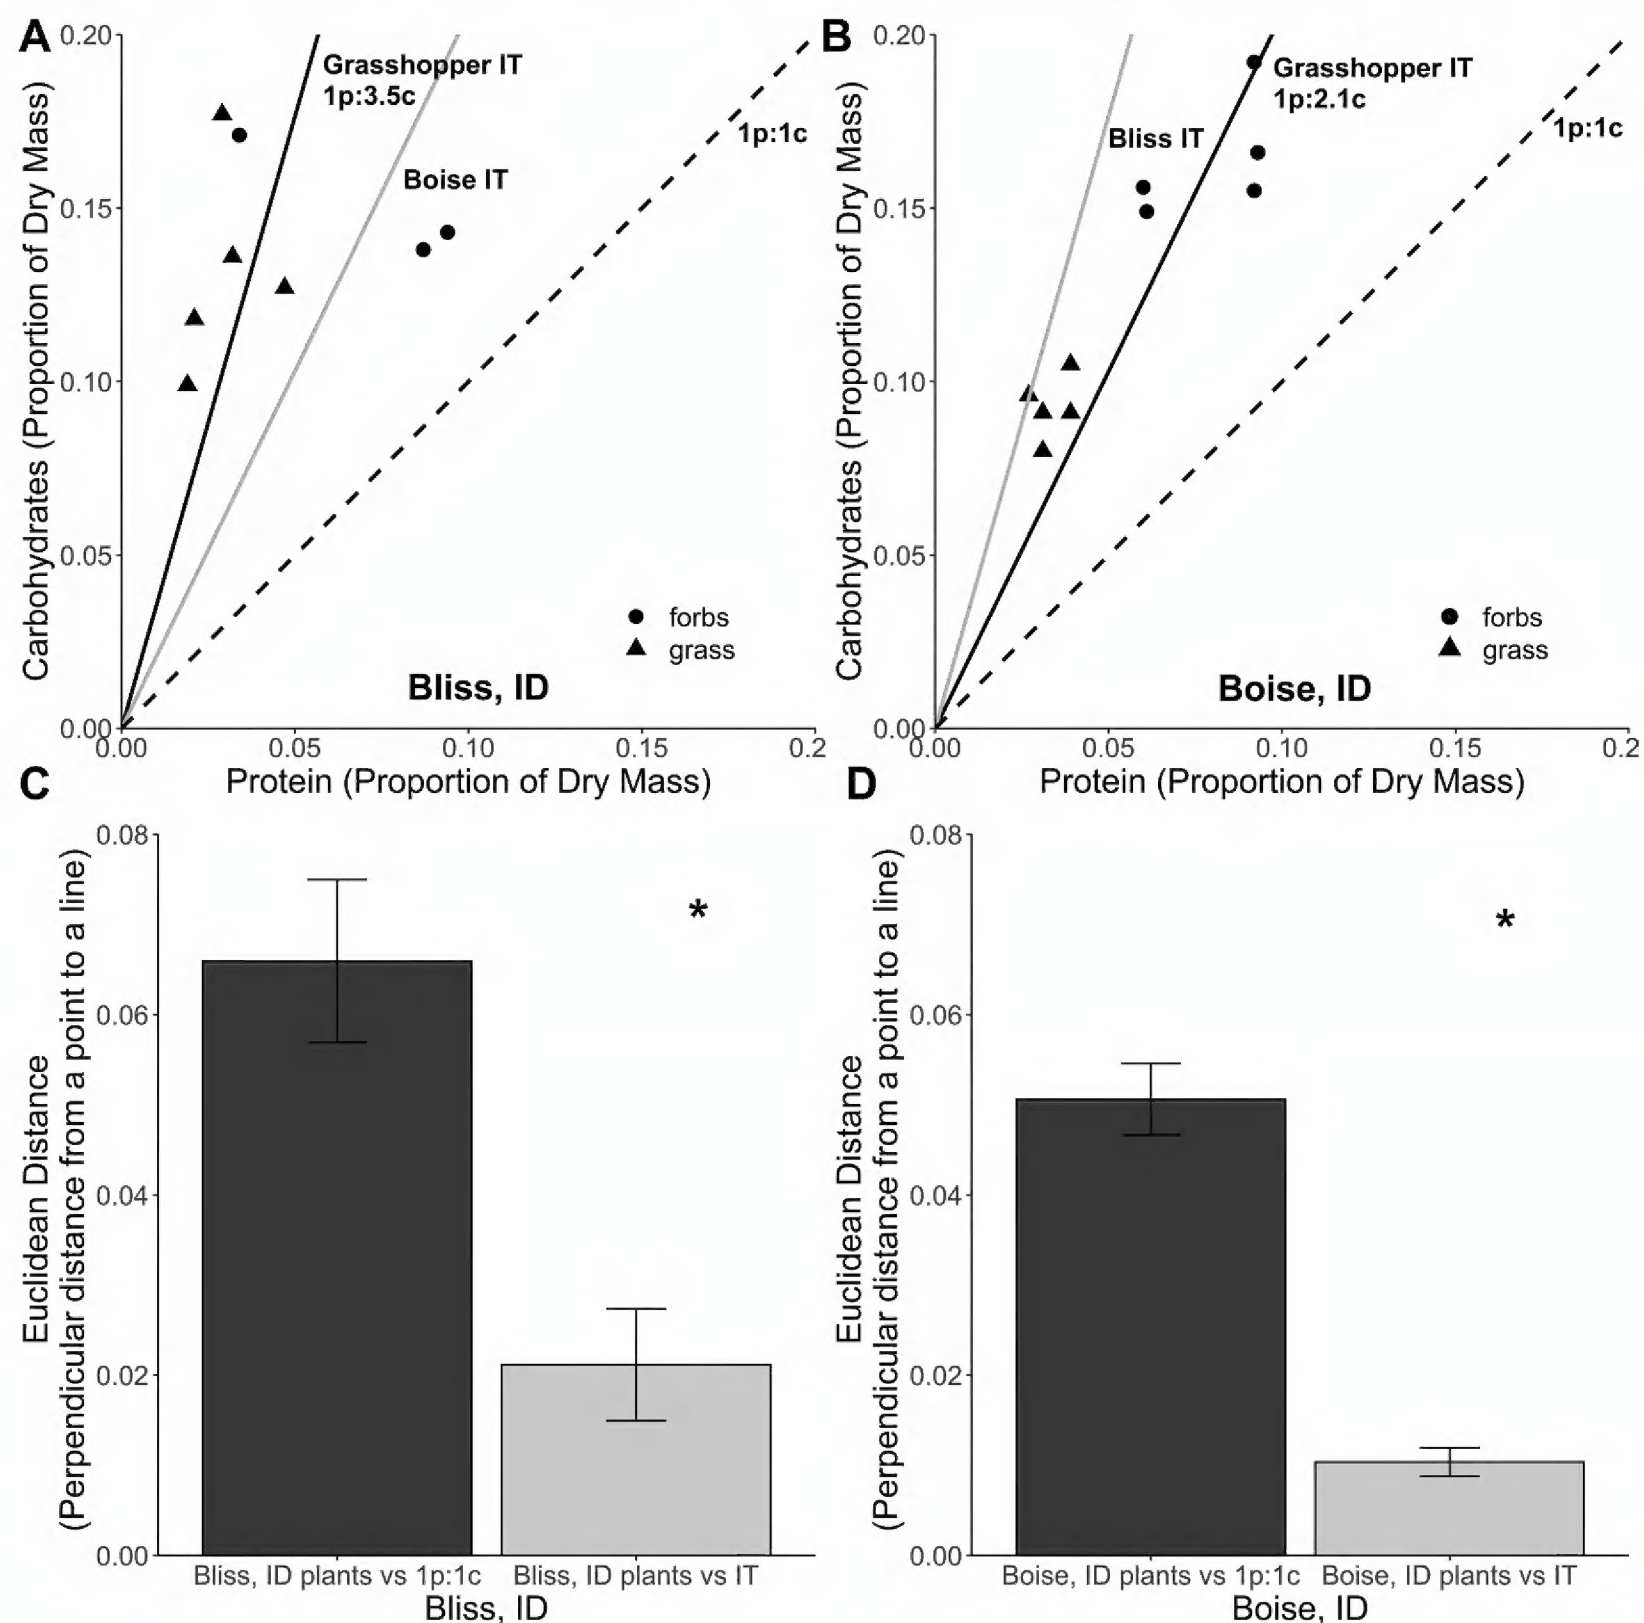 A
0.20
0.15
0.10
0.05
0.00
Carbohydrates (Proportion of Dry Mass)
Grasshopper IT
1p:3.5c
Boise IT
1p:1c
forbs
grass
Bliss, ID
0.00
0.05
0.10
0.15
0.2
Protein (Proportion of Dry Mass)
B
0.20
0.15
0.10
0.05
0.00
Carbohydrates (Proportion of Dry Mass)
Grasshopper IT
1p:2.1c
Bliss IT
1p:1c
forbs
grass
Boise, ID
0.00
0.05
0.10
0.15
0.2
Protein (Proportion of Dry Mass)
C
0.08
0.06
0.04
0.02
0.00
Euclidean Distance
(Perpendicular distance from a point to a line)
*
Bliss, ID plants vs 1p:1c
Bliss, ID plants vs IT
Bliss, ID
D
0.08
0.06
0.04
0.02
0.00
Euclidean Distance
(Perpendicular distance from a point to a line)
*
Boise, ID plants vs 1p:1c
Boise, ID plants vs IT
Boise, ID